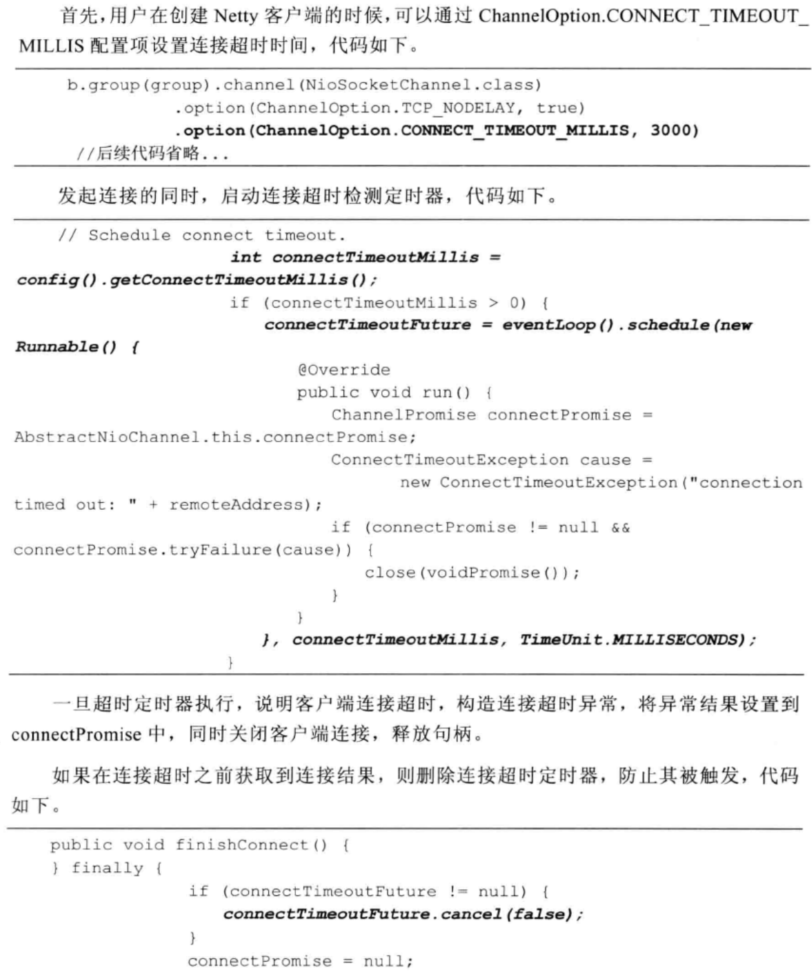 首先,用户在创建 Netty 客户端的时候,可以通过 ChannelOption.CONNECT_TIMEOUT_
MILLIS 配置项设置连接超时时间，代码如下。
b.group(group).channel(NioSocketChannel.class)
.option(ChannelOption.TCP_NODELAY, true)
.option(ChannelOption.CONNECT_TIMEOUT_MILLIS, 3000)
//后续代码省略...
发起连接的同时，启动连接超时检测定时器，代码如下。
// Schedule connect timeout.
int connectTimeoutMillis =
config().getConnectTimeoutMillis();
if (connectTimeoutMillis > 0) {
connectTimeoutFuture = eventLoop().schedule(new
Runnable() {
@Override
public void run() {
ChannelPromise connectPromise =
AbstractNioChannel.this.connectPromise;
ConnectTimeoutException cause =
new ConnectTimeoutException("connection
timed out: " + remoteAddress);
if (connectPromise != null &&
connectPromise.tryFailure(cause)) {
close(voidPromise());
}
}
}, connectTimeoutMillis, TimeUnit.MILLISECONDS);
}
一旦超时定时器执行，说明客户端连接超时，构造连接超时异常，将异常结果设置到
connectPromise 中，同时关闭客户端连接，释放句柄。
如果在连接超时之前获取到连接结果，则删除连接超时定时器，防止其被触发，代码
如下。
public void finishConnect() {
} finally {
if (connectTimeoutFuture != null) {
connectTimeoutFuture.cancel(false);
}
connectPromise = null;